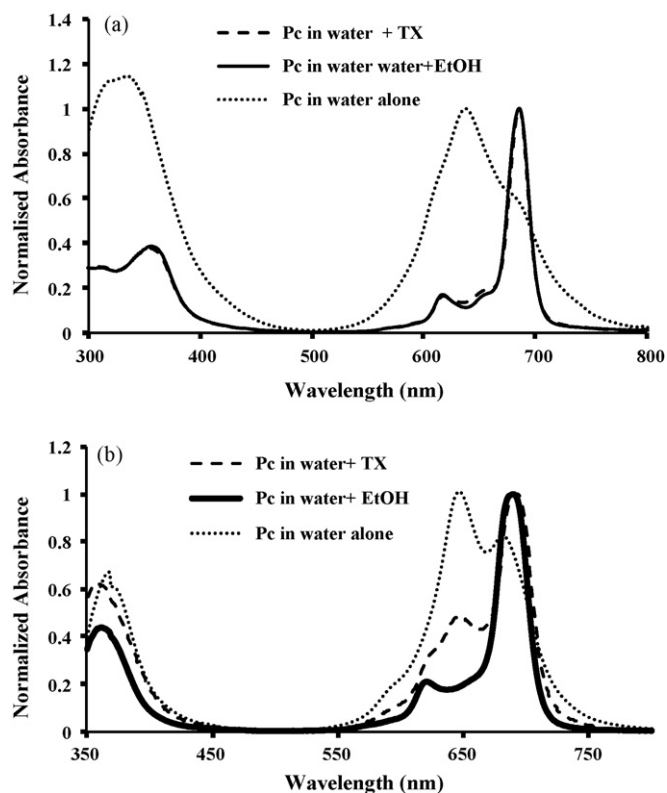 (a)
Pc in water + TX
Pc in water water+EtOH
Pc in water alone
Normalised Absorbance
1.4
1.2
1
0.8
0.6
0.4
0.2
0
300 400 500 600 700 800
Wavelength (nm)
(b)
Pc in water+ TX
Pc in water+ EtOH
Pc in water alone
Normalized Absorbance
1.2
1
0.8
0.6
0.4
0.2
0
350 450 550 650 750
Wavelength (nm)